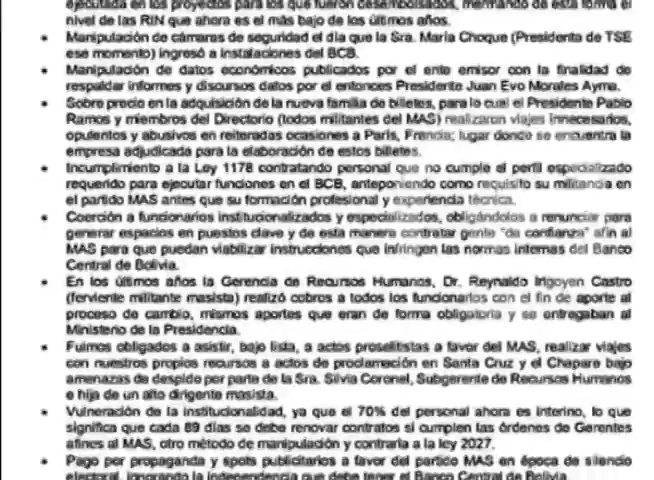 ejecutada en los proyectos para los que fueron desembolsados, mermando de esta forma el
nivel de las RIN que ahora es el más bajo de los últimos años.
• Manipulación de cámaras de seguridad el día que la Sra. María Choque (Presidenta de TSE
ese momento) ingresó a instalaciones del BCB.
• Manipulación de datos económicos publicados por el ente emisor con la finalidad de
respaldar informes y discursos datos por el entonces Presidente Juan Evo Morales Ayma.
• Sobre precio en la adquisición de la nueva familia de billetes, para lo cual el Presidente Pablo
Ramos y miembros del Directorio (todos militantes del MAS) realizaron viajes innecesarios,
opulentos y abusivos en reiteradas ocasiones a París, Francia; lugar donde se encuentra la
empresa adjudicada para la elaboración de estos billetes.
• Incumplimiento a la Ley 1178 contratando personal que no cumple el perfil especializado
requerido para ejecutar funciones en el BCB, anteponiendo como requisito su militancia en
el partido MAS antes que su formación profesional y experiencia técnica.
• Coerción a funcionarios institucionalizados y especializados, obligándolos a renunciar para
generar espacios en puestos clave y de esta manera contratar gente "da confianza" afín al
MAS para que puedan viabilizar instrucciones que infringen las normas internas del Banco
Central de Bolivia.
• En los últimos años la Gerencia de Recursos Humanos, Dr. Reynaldo Irigoyen Castro
(ferviente militante masista) realizó cobros a todos los funcionarios con el fin de aporte al
proceso de cambio, mismos aportes que eran de forma obligatoria y se entregaban al
Ministerio de la Presidencia.
• Fuimos obligados a asistir, bajo lista, a actos proselitistas a favor del MAS, realizar viajes
con nuestros propios recursos a actos de proclamación en Santa Cruz y el Chapare bajo
amenazas de despido por parte de la Sra. Silvia Coronel, Subgerente de Recursos Humanos
e hija de un alto dirigente masista.
• Vulneración de la institucionalidad, ya que el 70% del personal ahora es interino, lo que
significa que cada 89 días se debe renovar contratos si cumplen las órdenes de Gerentes
afines al MAS, otro método de manipulación y contraria a la ley 2027.
• Pago por propaganda y spots publicitarios a favor del partido MAS en época de silencio
electoral, ignorando la independencia que debe tener el Banco Central de Bolivia.